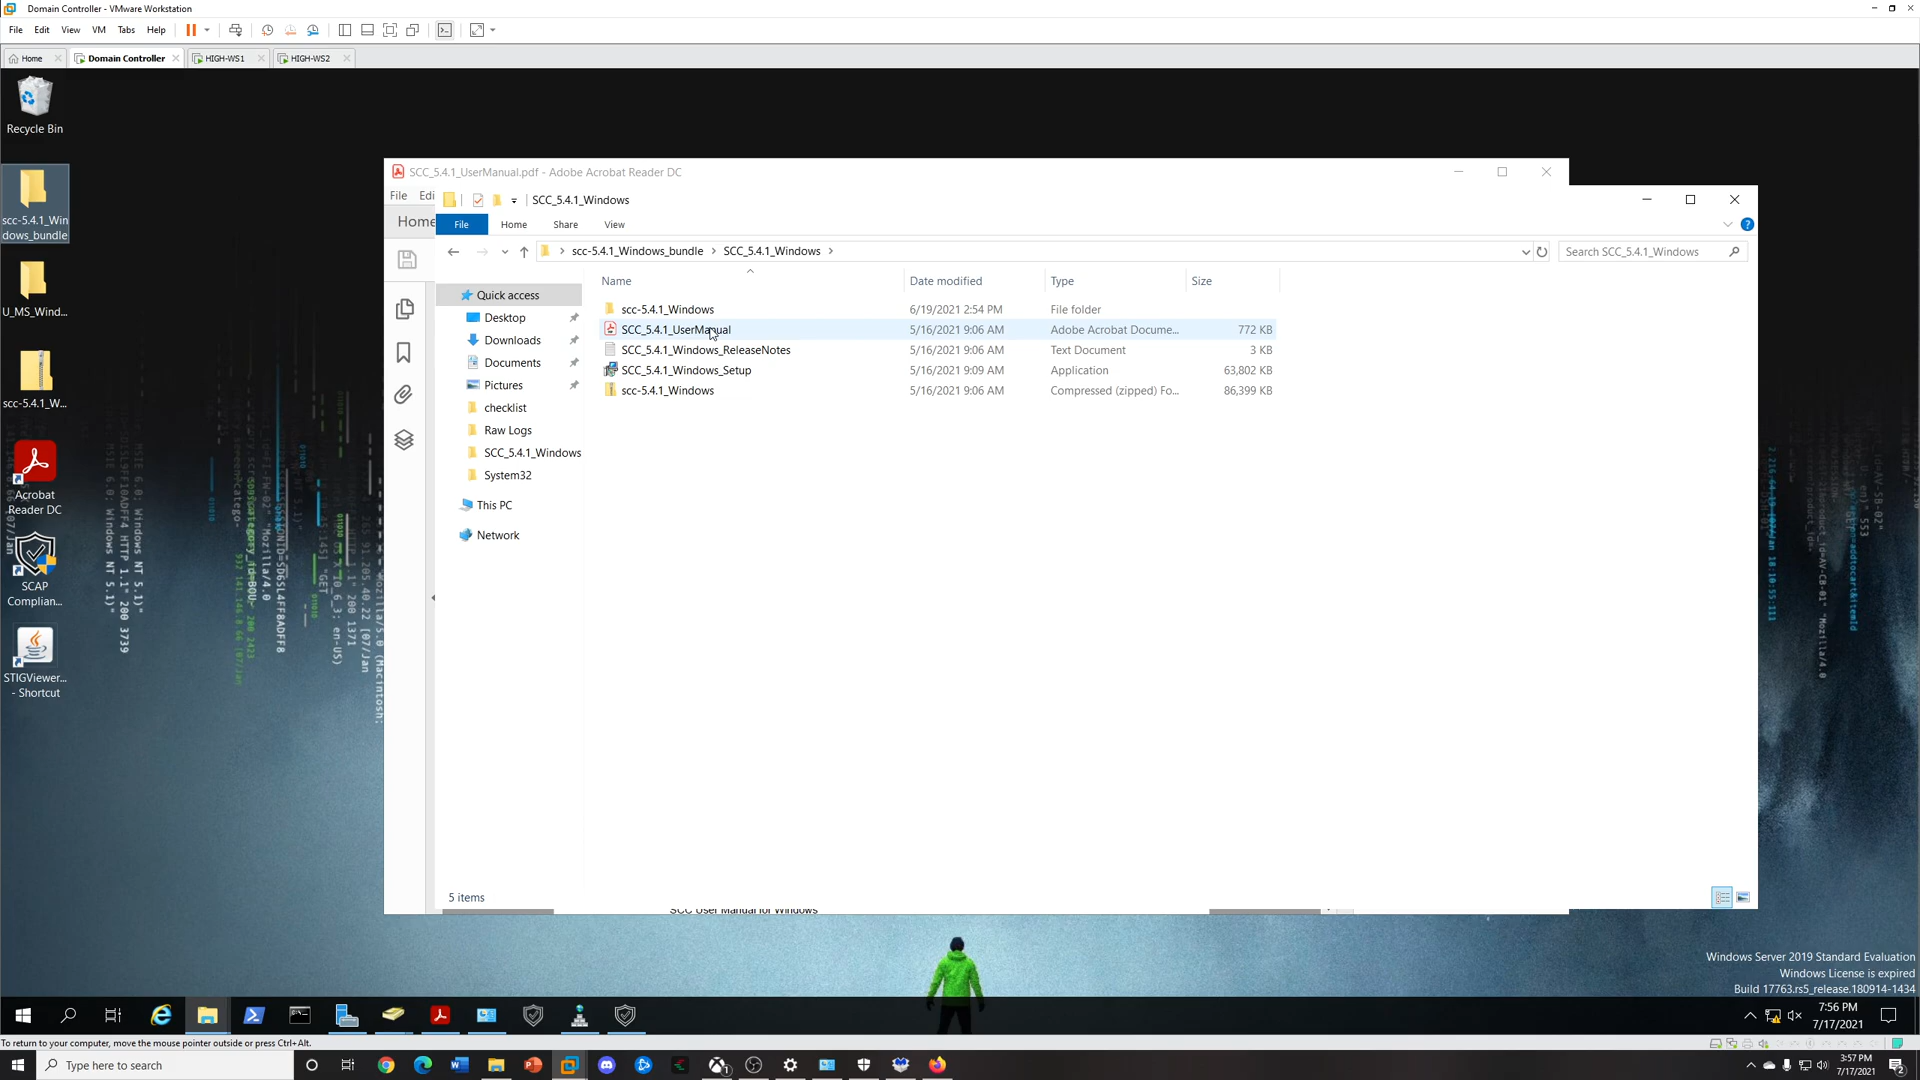 Domain Controller - VMware Workstation
File Edit View VM Tabs Help
Home Domain Controller HIGH-WS1 HIGH-WS2
Recycle Bin
scc-5.4.1_Win
dows_bundle
U_MS_Wind...
scc-5.4.1_W...
Acrobat
Reader DC
SCAP
Complian...
STIGViewer...
- Shortcut
SCC_5.4.1_UserManual.pdf - Adobe Acrobat Reader DC
File Edi
Home
SCC_5.4.1_Windows
File Home Share View
scc-5.4.1_Windows_bundle > SCC_5.4.1_Windows >
Search SCC_5.4.1_Windows
Name Date modified Type Size
Quick access
Desktop
Downloads
Documents
Pictures
checklist
Raw Logs
SCC_5.4.1_Windows
System32
This PC
Network
scc-5.4.1_Windows 6/19/2021 2:54 PM File folder
SCC_5.4.1_UserManual 5/16/2021 9:06 AM Adobe Acrobat Docume... 772 KB
SCC_5.4.1_Windows_ReleaseNotes 5/16/2021 9:06 AM Text Document 3 KB
SCC_5.4.1_Windows_Setup 5/16/2021 9:09 AM Application 63,802 KB
scc-5.4.1_Windows 5/16/2021 9:06 AM Compressed (zipped) Fo... 86,399 KB
5 items
SCC User Manual for Windows
Windows Server 2019 Standard Evaluation
Windows License is expired
Build 17763.rs5_release.180914-1434
7:56 PM
7/17/2021
To return to your computer, move the mouse pointer outside or press Ctrl+Alt.
Type here to search
3:57 PM
7/17/2021